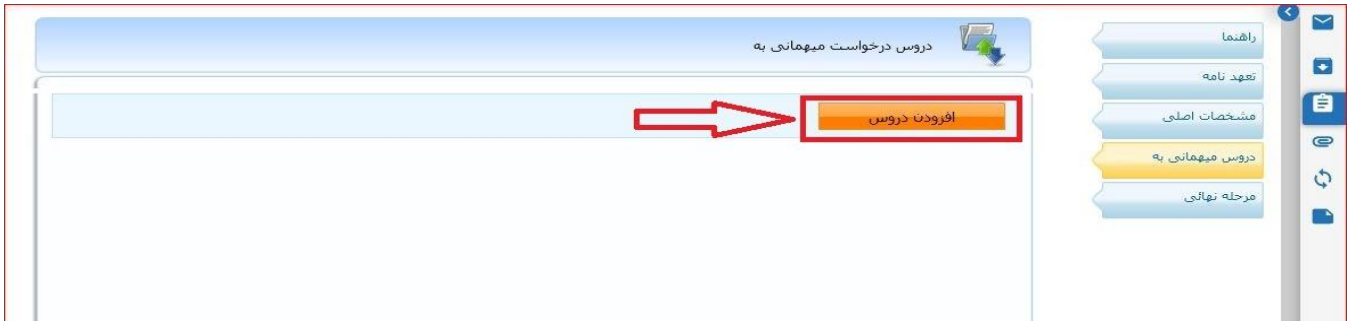 راهنما
تعهد نامه
مشخصات اصلی
دروس میهمانی به
مرحله نهائی
دروس درخواست میهمانی به
افزودن دروس